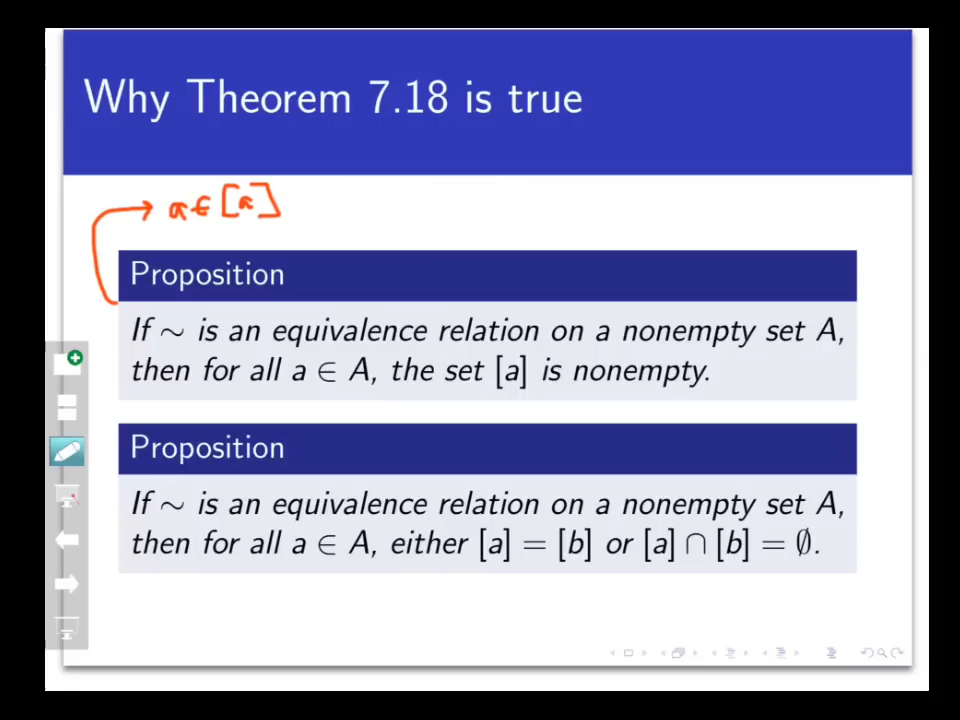 Why Theorem 7.18 is true
a ∈ [a]
Proposition
If ∼ is an equivalence relation on a nonempty set A,
then for all a ∈ A, the set [a] is nonempty.
Proposition
If ∼ is an equivalence relation on a nonempty set A,
then for all a ∈ A, either [a] = [b] or [a] ∩ [b] = ∅.